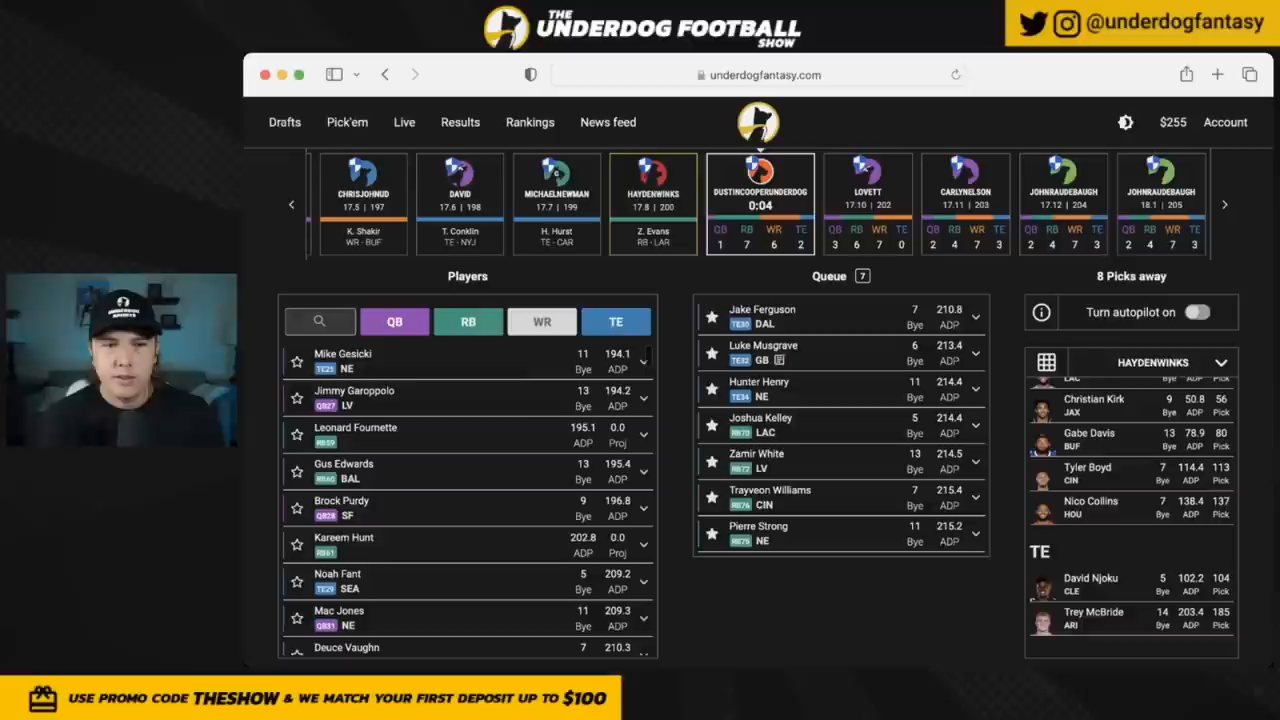 THE
UNDERDOG FOOTBALL
SHOW
@underdogfantasy
underdogfantasy.com
Drafts Pick'em Live Results Rankings News feed $255 Account
CHRISJOHNUD DAVID MICHAELNEWMAN HAYDENWINKS DUSTINCOOPERUNDERDOG LOVETT CARLYNELSON JOHNRAUDEBAUGH JOHNRAUDEBAUGH
17.5 | 197 17.6 | 198 17.7 | 199 17.8 | 200 0:04 17.10 | 202 17.11 | 203 17.12 | 204 18.1 | 205
K. Shakir T. Conklin H. Hurst Z. Evans QB RB WR TE QB RB WR TE QB RB WR TE QB RB WR TE QB RB WR TE
WR - BUF TE - NYJ TE - CAR RB - LAR 1 7 6 2 3 6 7 0 2 4 7 3 2 4 7 3 2 4 7 3
Players
QB RB WR TE
Mike Gesicki 11 194.1
TE25 NE Bye ADP
Jimmy Garoppolo 13 194.2
QB27 LV Bye ADP
Leonard Fournette 195.1 0.0
RB59 ADP Proj
Gus Edwards 13 195.4
RB60 BAL Bye ADP
Brock Purdy 9 196.8
QB28 SF Bye ADP
Kareem Hunt 202.8 0.0
RB61 ADP Proj
Noah Fant 5 209.2
TE29 SEA Bye ADP
Mac Jones 11 209.3
QB31 NE Bye ADP
Deuce Vaughn 7 210.3
Queue 7
Jake Ferguson 7 210.8
TE30 DAL Bye ADP
Luke Musgrave 6 213.4
TE32 GB Bye ADP
Hunter Henry 11 214.4
TE34 NE Bye ADP
Joshua Kelley 5 214.4
RB70 LAC Bye ADP
Zamir White 13 214.5
RB72 LV Bye ADP
Trayveon Williams 7 215.4
RB76 CIN Bye ADP
Pierre Strong 11 215.2
RB75 NE Bye ADP
8 Picks away
Turn autopilot on
HAYDENWINKS
LAC Bye ADP Pick
Christian Kirk 9 50.8 56
JAX Bye ADP Pick
Gabe Davis 13 78.9 80
BUF Bye ADP Pick
Tyler Boyd 7 114.4 113
CIN Bye ADP Pick
Nico Collins 7 138.4 137
HOU Bye ADP Pick
TE
David Njoku 5 102.2 104
CLE Bye ADP Pick
Trey McBride 14 203.4 185
ARI Bye ADP Pick
USE PROMO CODE THESHOW & WE MATCH YOUR FIRST DEPOSIT UP TO $100